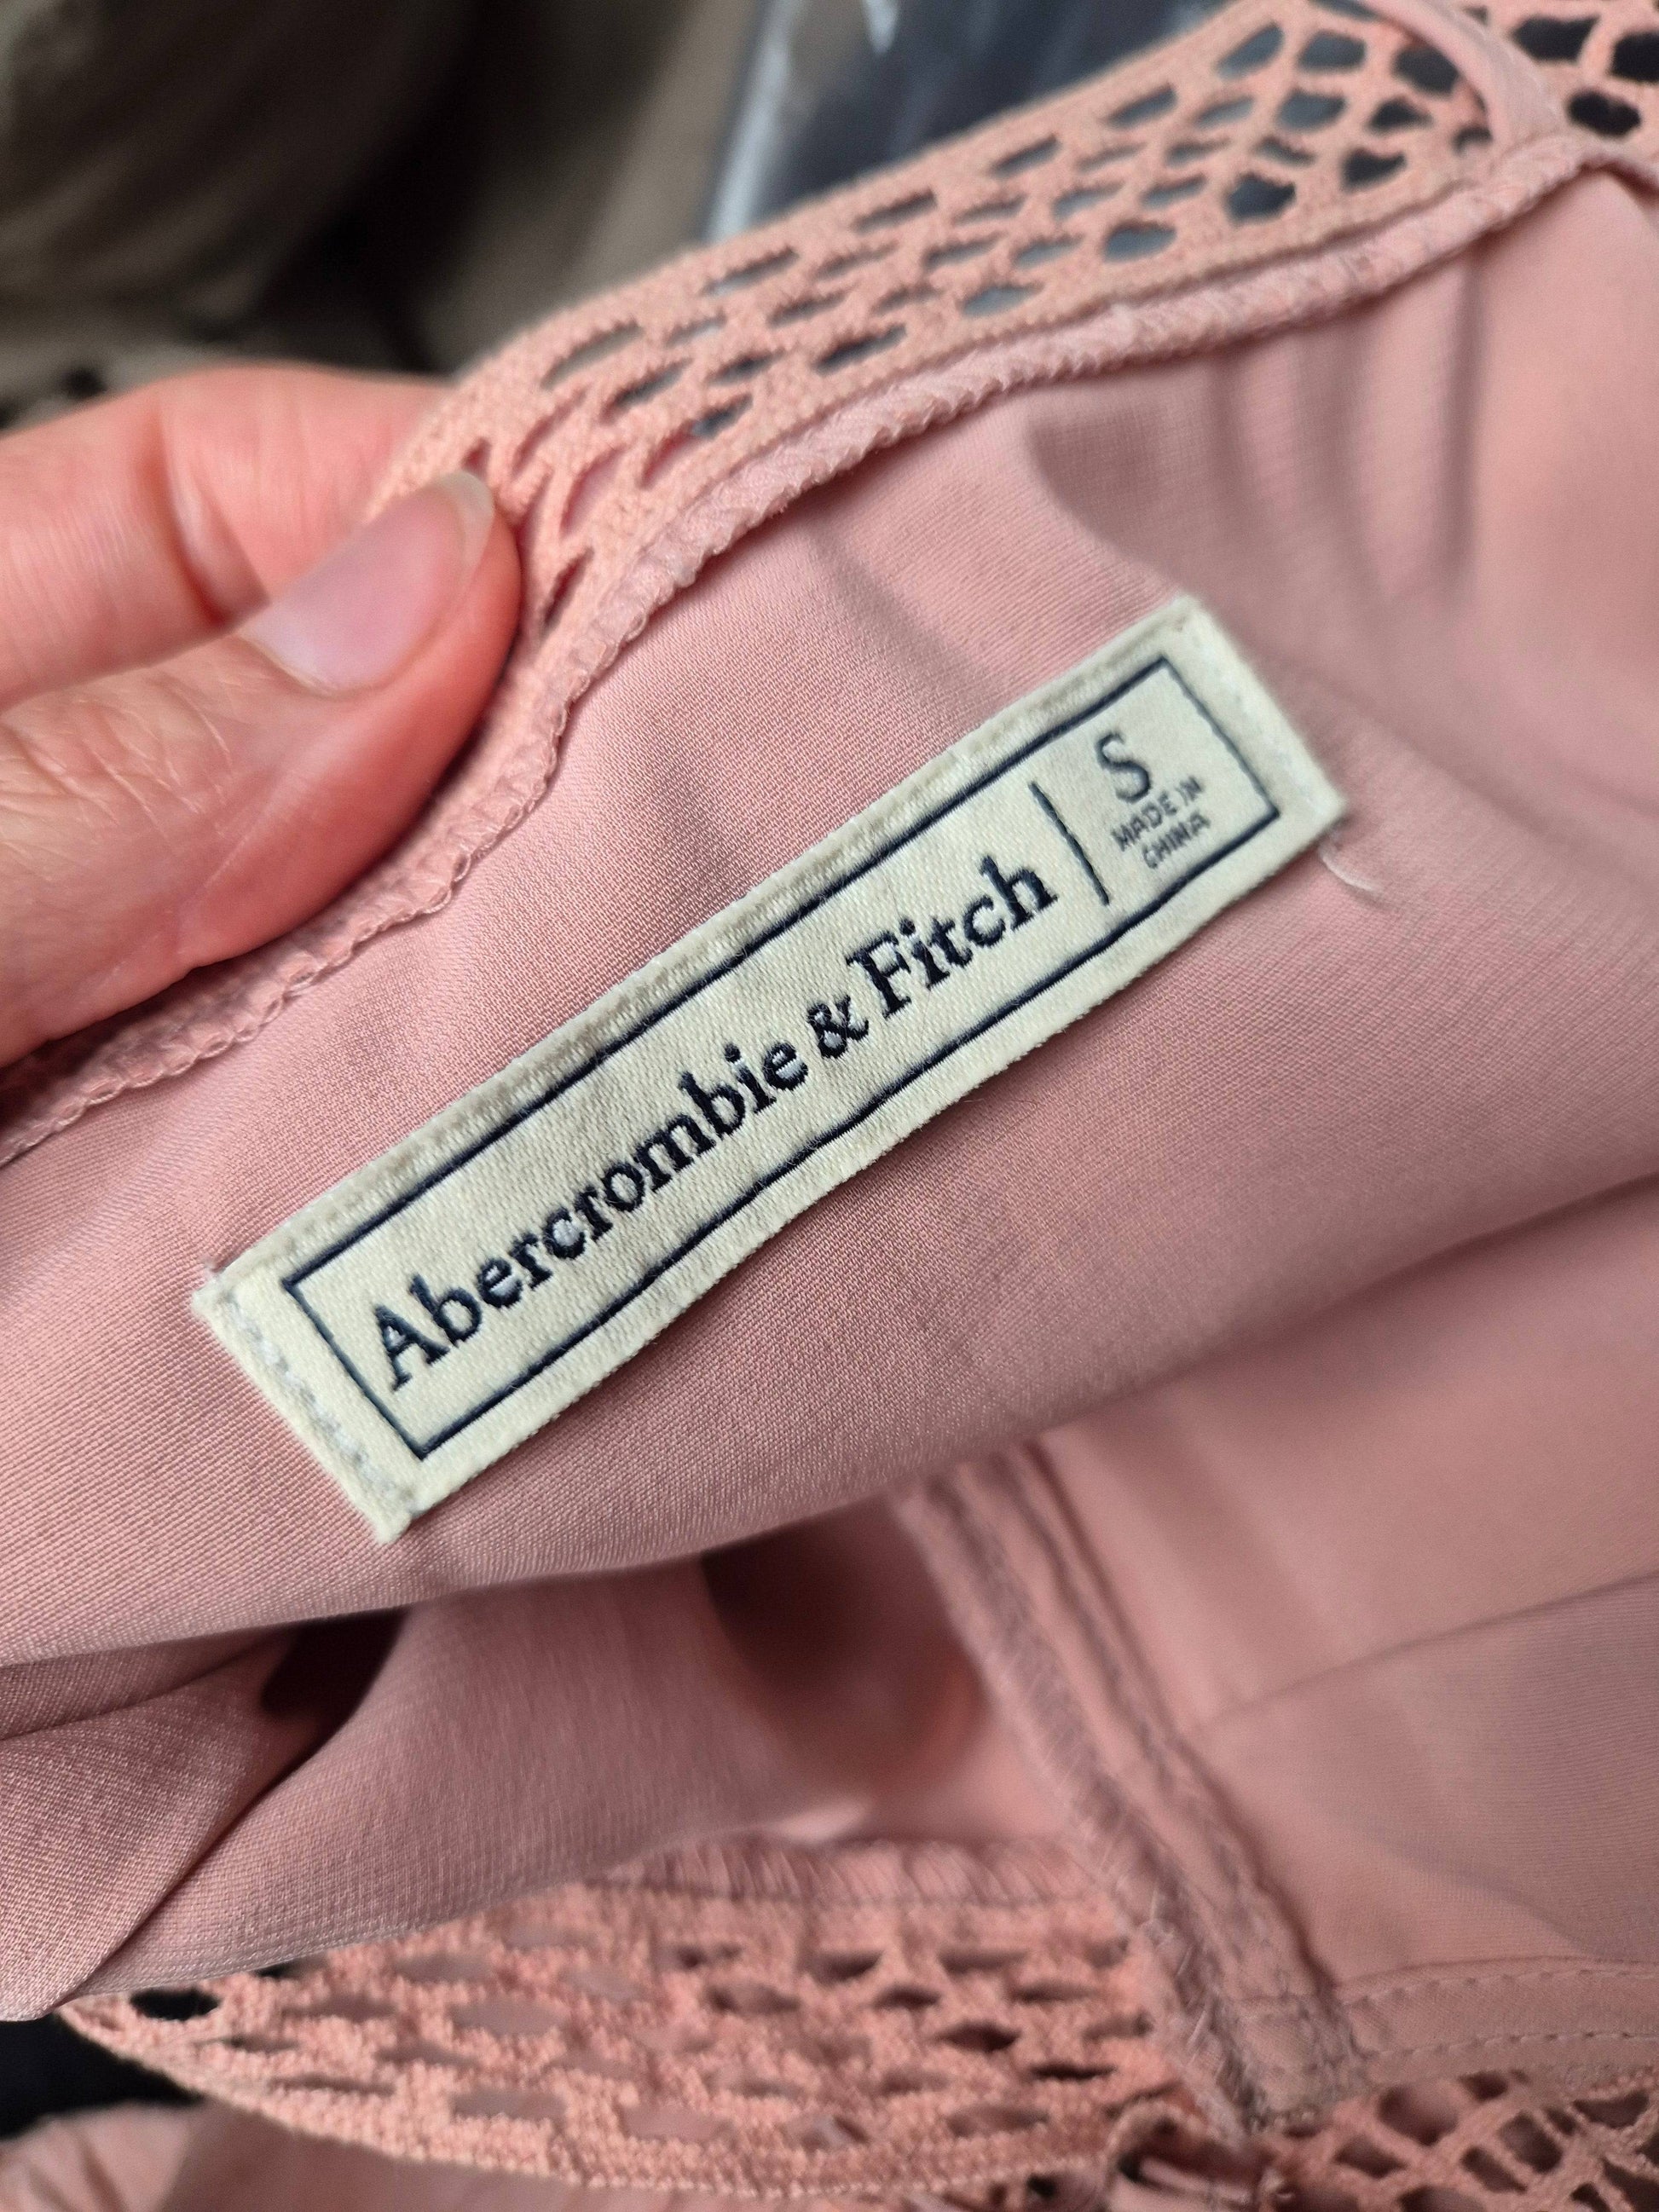 Abercrombie & Fitch
S
MADE IN
CHINA